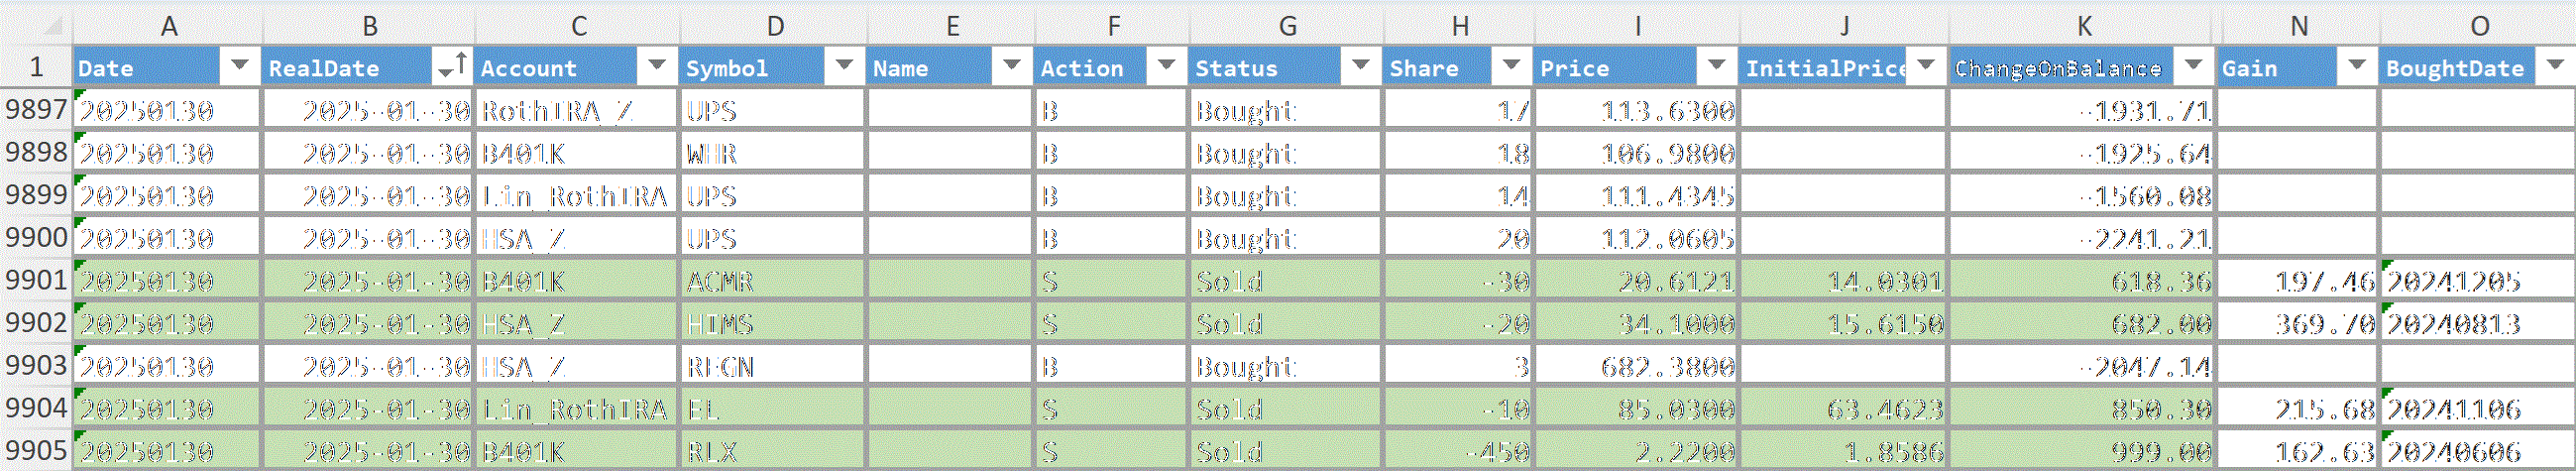 A B C D E F G H I J K N O
1 Date RealDate Account Symbol Name Action Status Share Price InitialPrice ChangeOnBalance Gain BoughtDate
9897 20250130 2025-01-30 RothIRA_Z UPS B Bought 17 113.6300 -1931.71
9898 20250130 2025-01-30 B401K WHR B Bought 18 106.9800 -1925.64
9899 20250130 2025-01-30 Lin_RothIRA UPS B Bought 14 111.4345 -1560.08
9900 20250130 2025-01-30 HSA_Z UPS B Bought 20 112.0605 -2241.21
9901 20250130 2025-01-30 B401K ACMR S Sold -30 20.6121 14.0301 618.36 197.46 20241205
9902 20250130 2025-01-30 HSA_Z HIMS S Sold -20 34.1000 15.6150 682.00 369.70 20240813
9903 20250130 2025-01-30 HSA_Z REGN B Bought 3 682.3800 -2047.14
9904 20250130 2025-01-30 Lin_RothIRA EL S Sold -10 85.0300 63.4623 850.30 215.68 20241106
9905 20250130 2025-01-30 B401K RLX S Sold -450 2.2200 1.8586 999.00 162.63 20240606